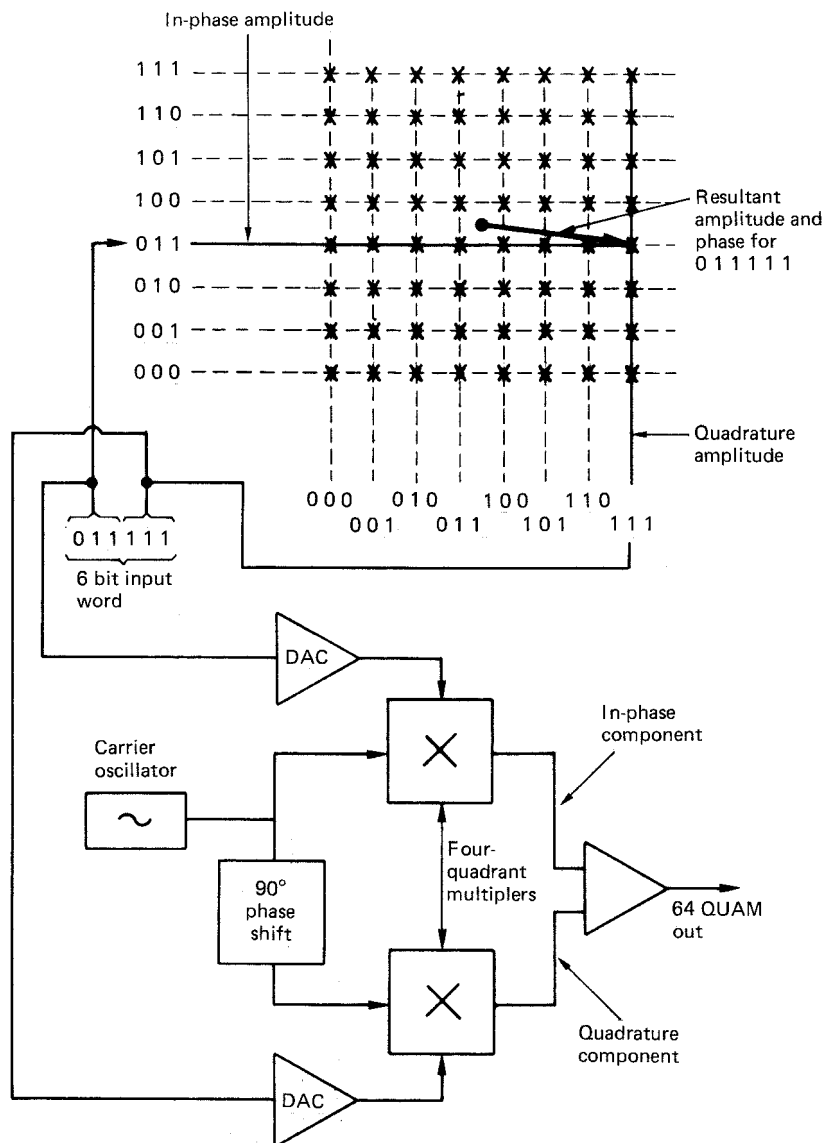 In-phase amplitude
111
110
101
100
011
010
001
000
Resultant
amplitude and
phase for
011111
Quadrature
amplitude
000 010 100 110
001 011 101 111
011111
6 bit input
word
DAC
In-phase
component
Carrier
oscillator
Four-
quadrant
multiplers
90°
phase
shift
64 QUAM
out
Quadrature
component
DAC